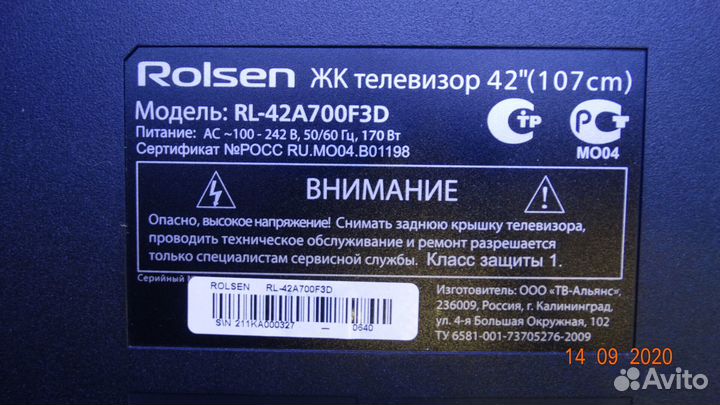 Rolsen ЖК телевизор 42"(107cm)
Модель: RL-42A700F3D
Питание: AC ~100 - 242 В, 50/60 Гц, 170 Вт
Сертификат №РОСС RU.MO04.B01198
тр
РСТ
МО04
ВНИМАНИЕ
Опасно, высокое напряжение! Снимать заднюю крышку телевизора,
проводить техническое обслуживание и ремонт разрешается
только специалистам сервисной службы. Класс защиты 1.
Серийный
ROLSEN RL-42A700F3D
S\N 211KA000327 — 0640
Изготовитель: ООО «ТВ-Альянс»,
236009, Россия, г. Калининград,
ул. 4-я Большая Окружная, 102
ТУ 6581-001-73705276-2009
14 09 2020
Avito